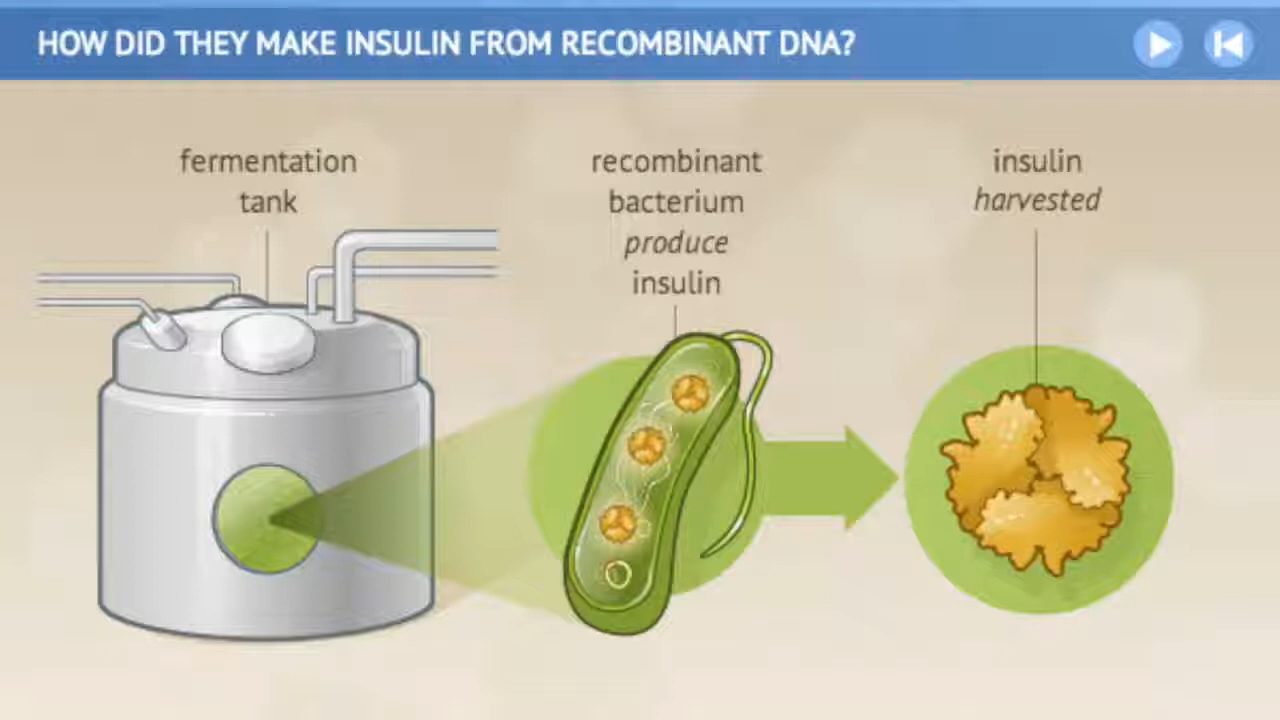 HOW DID THEY MAKE INSULIN FROM RECOMBINANT DNA?
fermentation
tank
recombinant
bacterium
produce
insulin
insulin
harvested